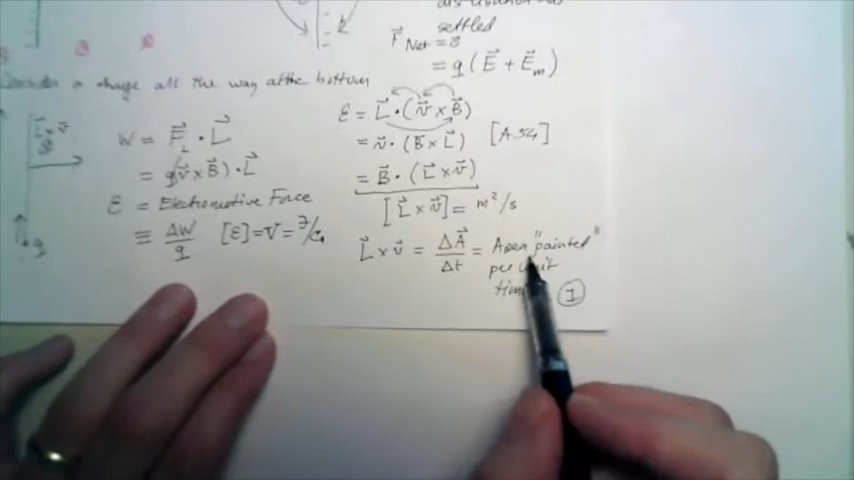 settled
F⃗ Net = 0⃗
= q(E⃗ + E⃗m)
Consider a charge all the way at the bottom
L⃗ × v⃗
W = F⃗2 · L⃗
= q(v⃗ × B⃗) · L⃗
ℰ = Electromotive Force
≡ ΔW/q [ℰ] = V = J/C
q
ℰ = L⃗ · (v⃗ × B⃗)
= v⃗ · (B⃗ × L⃗) [A.54]
= B⃗ · (L⃗ × v⃗)
[L⃗ × v⃗] = m²/s
L⃗ × v⃗ = ΔA⃗/Δt = Area "painted"
per unit
1